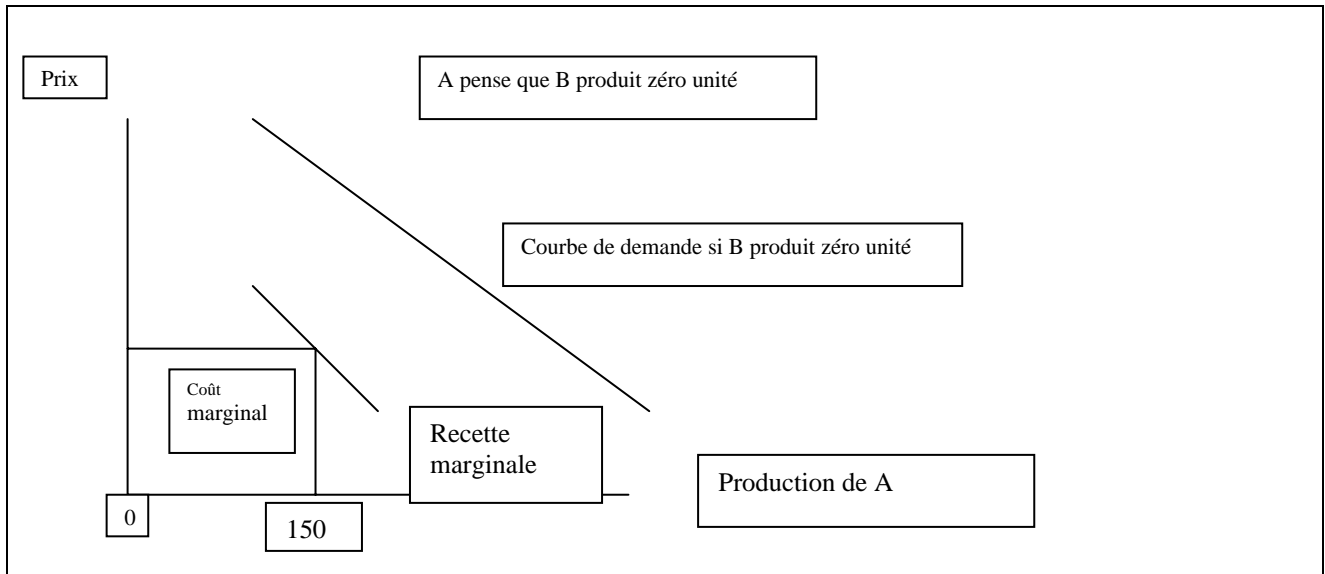 Prix
A pense que B produit zéro unité
Courbe de demande si B produit zéro unité
Coût
marginal
Recette
marginale
Production de A
0
150